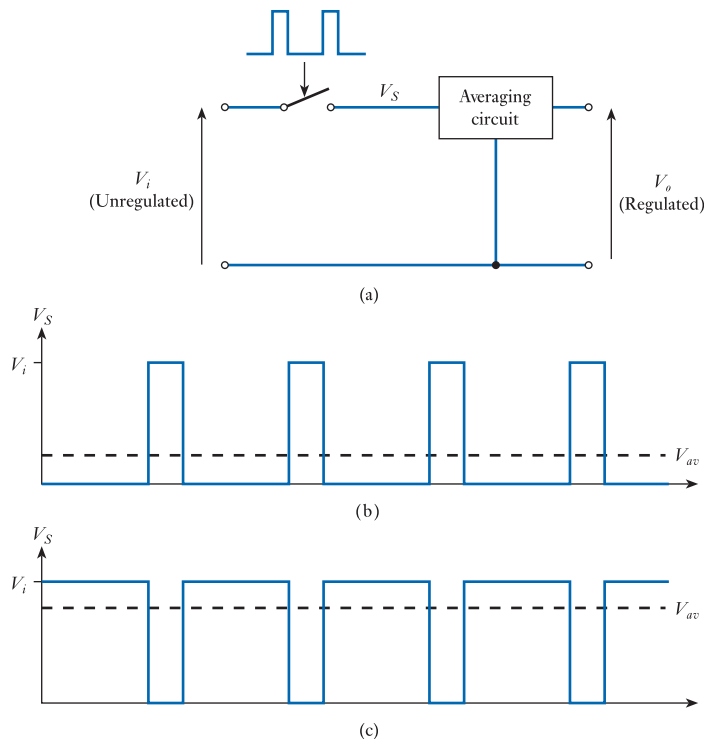 V_S
Averaging
circuit
V_i
(Unregulated)
V_o
(Regulated)
(a)
V_S
V_i
V_av
(b)
V_S
V_i
V_av
(c)